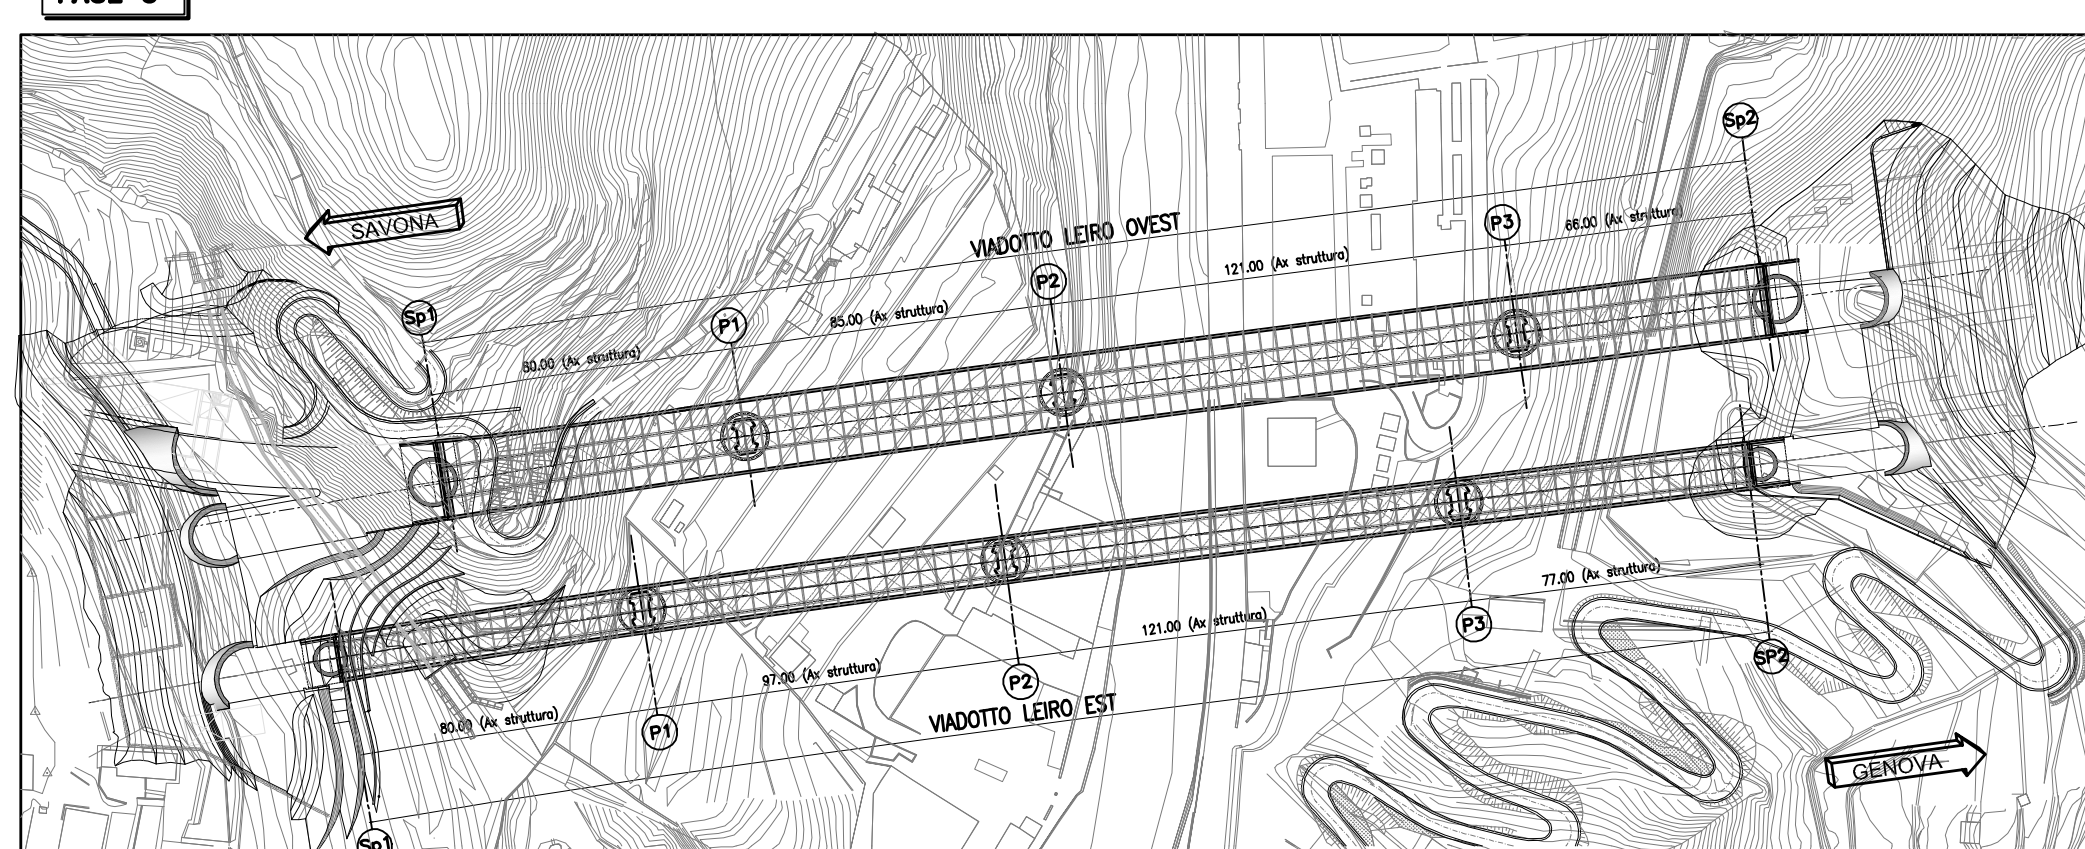 SAVONA
Sp2
P3
66.00 (Ax struttura)
VIADOTTO LEIRO OVEST
121.00 (Ax struttura)
P2
Sp1
P1
85.00 (Ax struttura)
(Ax struttura)
77.00 (Ax struttura)
121.00 (Ax struttura)
P3
SP2
97.00 (Ax struttura)
P2
VIADOTTO LEIRO EST
80.00 (Ax struttura)
P1
GENOVA
Sp1